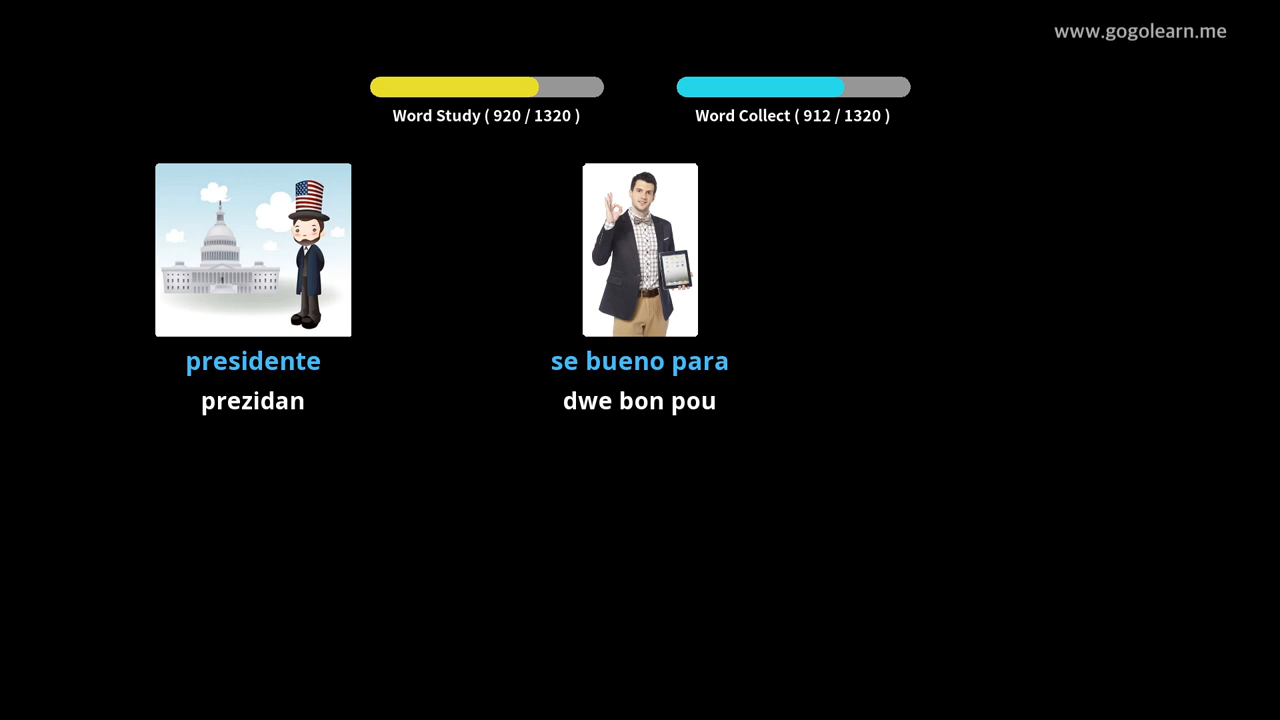 www.gogolearn.me
Word Study ( 920 / 1320 )
Word Collect ( 912 / 1320 )
presidente
prezidan
se bueno para
dwe bon pou